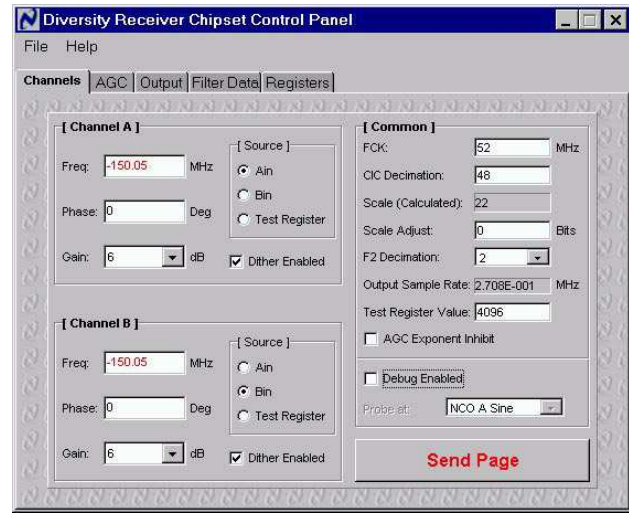 Diversity Receiver Chipset Control Panel
File Help
Channels AGC Output Filter Data Registers
[ Channel A ]
Freq: -150.05 MHz
Phase: 0 Deg
Gain: 6 dB
[ Source ]
Ain
Bin
Test Register
Dither Enabled
[ Channel B ]
Freq: -150.05 MHz
Phase: 0 Deg
Gain: 6 dB
[ Source ]
Ain
Bin
Test Register
Dither Enabled
[ Common ]
FCK: 52 MHz
CIC Decimation: 48
Scale (Calculated): 22
Scale Adjust: 0 Bits
F2 Decimation: 2
Output Sample Rate: 2.708E-001 MHz
Test Register Value: 4096
AGC Exponent Inhibit
Debug Enabled
Probe at: NCO A Sine
Send Page